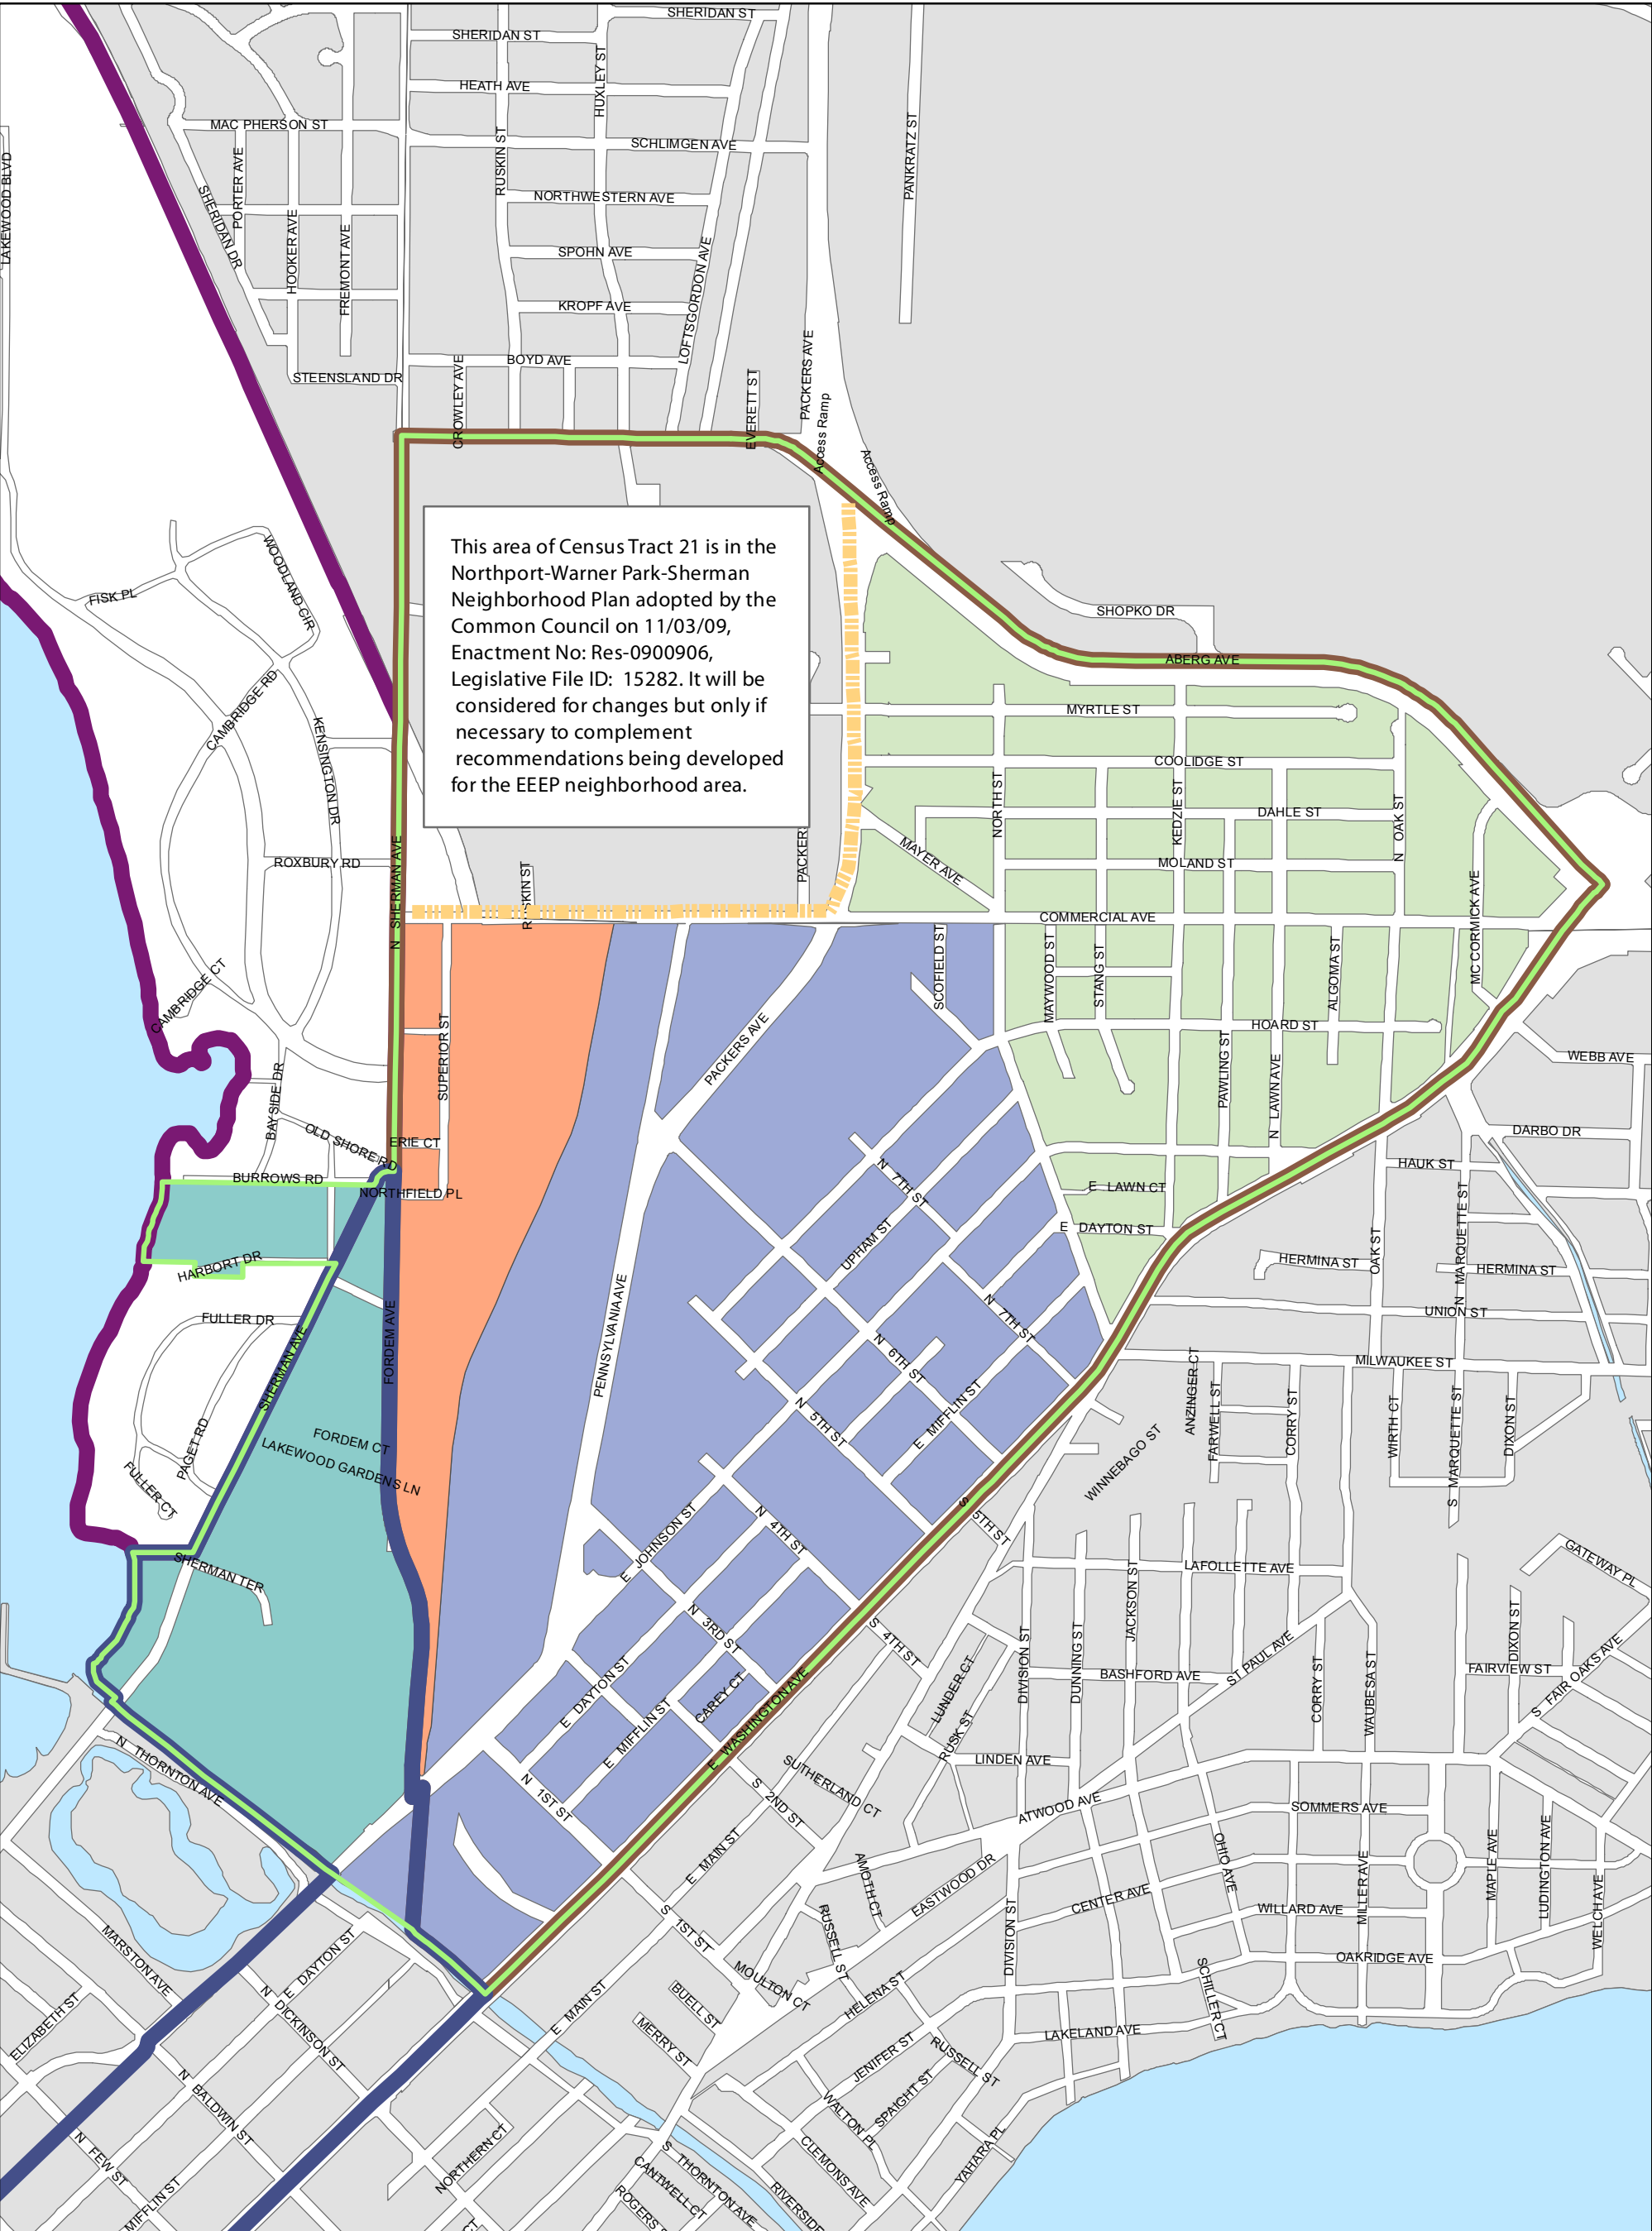 SHERIDAN ST
SHERIDAN ST
HEATH AVE
HUXLEY ST
MAC PHERSON ST
RUSKIN ST
SCHLIMGEN AVE
PANKRATZ ST
LAKEWOOD BLVD
PORTER AVE
SHERIDAN DR
HOOKER AVE
FREMONT AVE
NORTHWESTERN AVE
SPOHN AVE
LOFTSGORDON AVE
KROPF AVE
BOYD AVE
STEENSLAND DR
CROWLEY AVE
EVERETT ST
PACKERS AVE
Access Ramp
Access Ramp
This area of Census Tract 21 is in the
Northport-Warner Park-Sherman
Neighborhood Plan adopted by the
Common Council on 11/03/09,
Enactment No: Res-0900906,
Legislative File ID: 15282. It will be
considered for changes but only if
necessary to complement
recommendations being developed
for the EEEP neighborhood area.
FISK PL
WOODLAND CIR
SHOPKO DR
ABERG AVE
CAMBRIDGE RD
KENSINGTON DR
MYRTLE ST
COOLIDGE ST
NORTH ST
KEDZIE ST
DAHLE ST
N OAK ST
MAYER AVE
MOLAND ST
ROXBURY RD
N SHERMAN AVE
RUSKIN ST
PACKER
COMMERCIAL AVE
MC CORMICK AVE
SCOFIELD ST
MAYWOOD ST
STANG ST
ALGOMA ST
CAMBRIDGE CT
HOARD ST
SUPERIOR ST
PACKERS AVE
PAWLING ST
N LAWN AVE
WEBB AVE
BAYSIDE DR
OLD SHORE RD
ERIE CT
DARBO DR
BURROWS RD
NORTHFIELD PL
HAUK ST
N 7TH ST
E LAWN CT
E DAYTON ST
N MARQUETTE ST
OAK ST
UPHAM ST
HARBORT DR
HERMINA ST
HERMINA ST
FULLER DR
SHERMAN AVE
FORDEM AVE
PENNSYLVANIA AVE
N 7TH ST
UNION ST
N 6TH ST
MILWAUKEE ST
ANZINGER CT
FARWELL ST
CORRY ST
WIRTH CT
S MARQUETTE ST
DIXON ST
E MIFFLIN ST
N 5TH ST
PAGET RD
FORDEM CT
LAKEWOOD GARDENS LN
FULLER CT
WINNEBAGO ST
S 5TH ST
E JOHNSON ST
N 4TH ST
SHERMAN TER
LAFOLLETTE AVE
GATEWAY PL
JACKSON ST
DIVISION ST
DUNNING ST
N 3RD ST
S 4TH ST
DIXON ST
ST PAUL AVE
CORRY ST
WAUBESA ST
BASHFORD AVE
FAIRVIEW ST
S FAIR OAKS AVE
LUNDER CT
RUSK ST
E DAYTON ST
CAREY CT
E WASHINGTON AVE
E MIFFLIN ST
N THORNTON AVE
N 1ST ST
S 2ND ST
SUTHERLAND CT
LINDEN AVE
ATWOOD AVE
SOMMERS AVE
E MAIN ST
AMOTH CT
EASTWOOD DR
OHIO AVE
MILLER AVE
MAPLE AVE
LUDINGTON AVE
WELCH AVE
CENTER AVE
WILLARD AVE
RUSSELL ST
S 1ST ST
DIVISION ST
OAKRIDGE AVE
MARSTON AVE
E DAYTON ST
MOULTON CT
HELENA ST
SCHILLER CT
ELIZABETH ST
N DICKINSON ST
E MAIN ST
BUELL ST
MERRY ST
LAKELAND AVE
JENIFER ST
RUSSELL ST
N BALDWIN ST
WALTON PL
SPAIGHT ST
YAHARA PL
CLEMONS AVE
N FEW ST
MIFFLIN ST
NORTHERN CT
CT
S THORNTON AVE
CANTWELL CT
ROGERS
RIVERSIDE